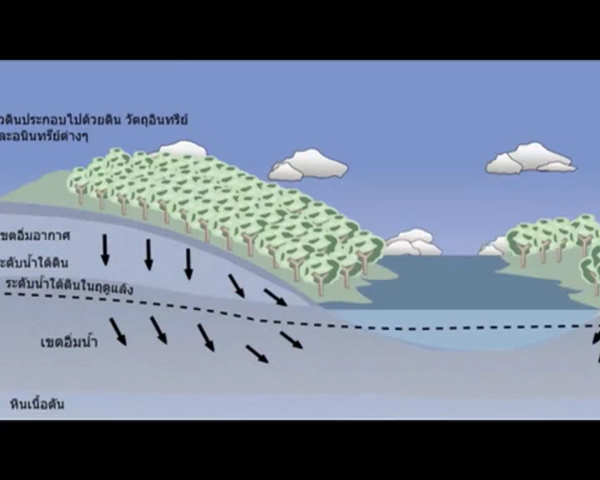 วดินประกอบไปด้วยดิน วัตถุอินทรีย์
ละอนินทรีย์ต่างๆ
เขตอิ่มอากาศ
ะดับน้ำใต้ดิน
ระดับน้ำใต้ดินในฤดูแล้ง
เขตอิ่มน้ำ
หินเนื้อตัน